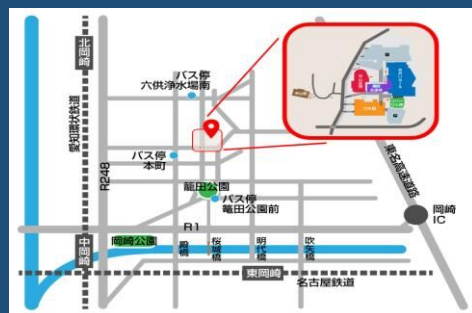 北岡崎
愛知環状鉄道
バス停
六供浄水場南
バス停
本町
R248
籠田公園
バス停
篭田公園前
東名高速道路
岡崎
IC
R1
中岡崎
岡崎公園
殿橋
桜城橋
明代橋
吹矢橋
東岡崎
名古屋鉄道